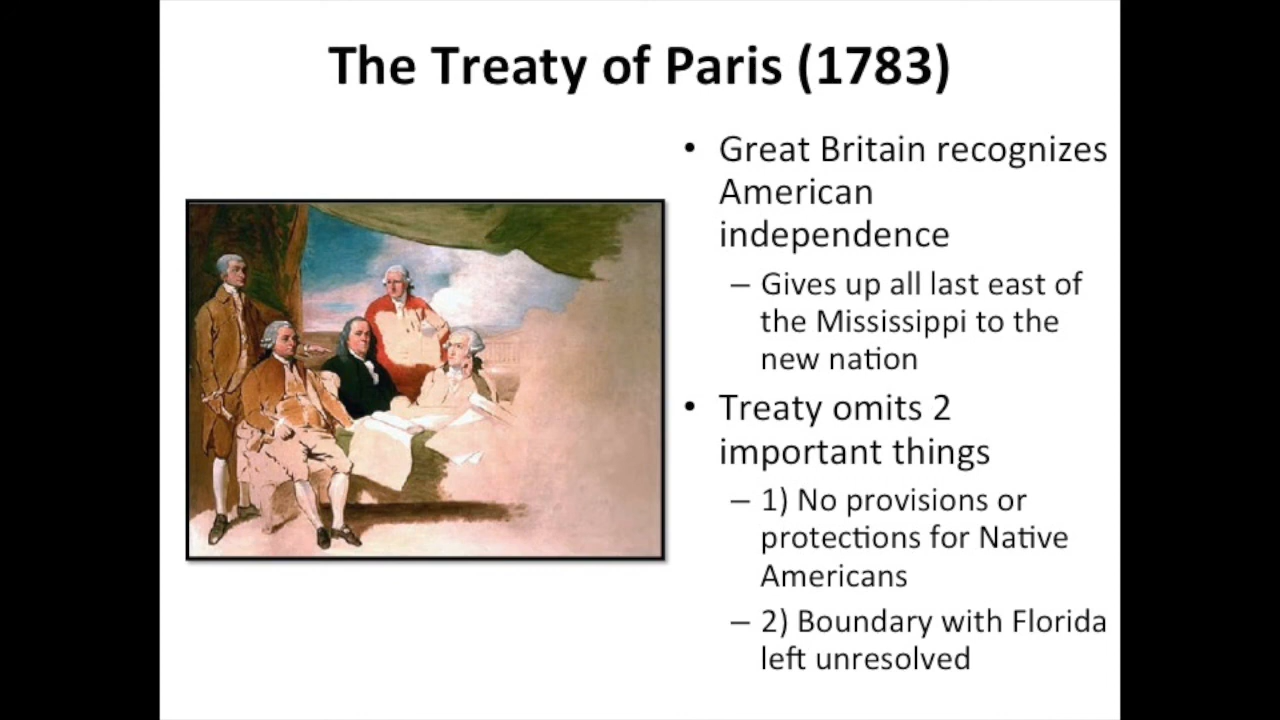 The Treaty of Paris (1783)
• Great Britain recognizes
American
independence
– Gives up all last east of
the Mississippi to the
new nation
• Treaty omits 2
important things
– 1) No provisions or
protections for Native
Americans
– 2) Boundary with Florida
left unresolved